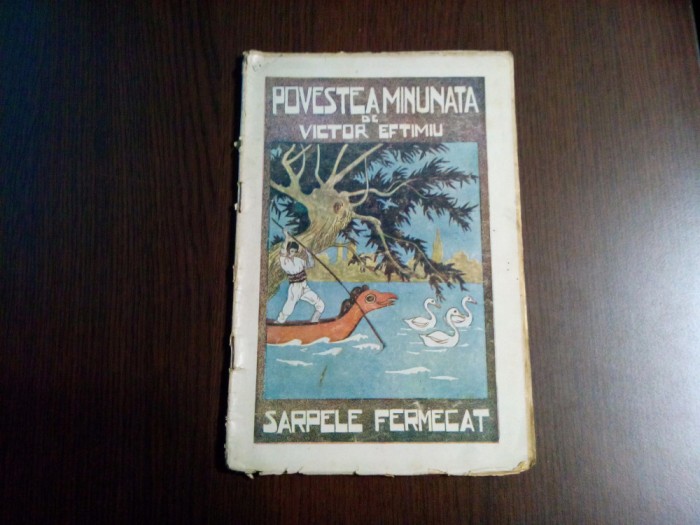 POVESTEA MINUNATA
DE
VICTOR EFTIMIU
SARPELE FERMECAT